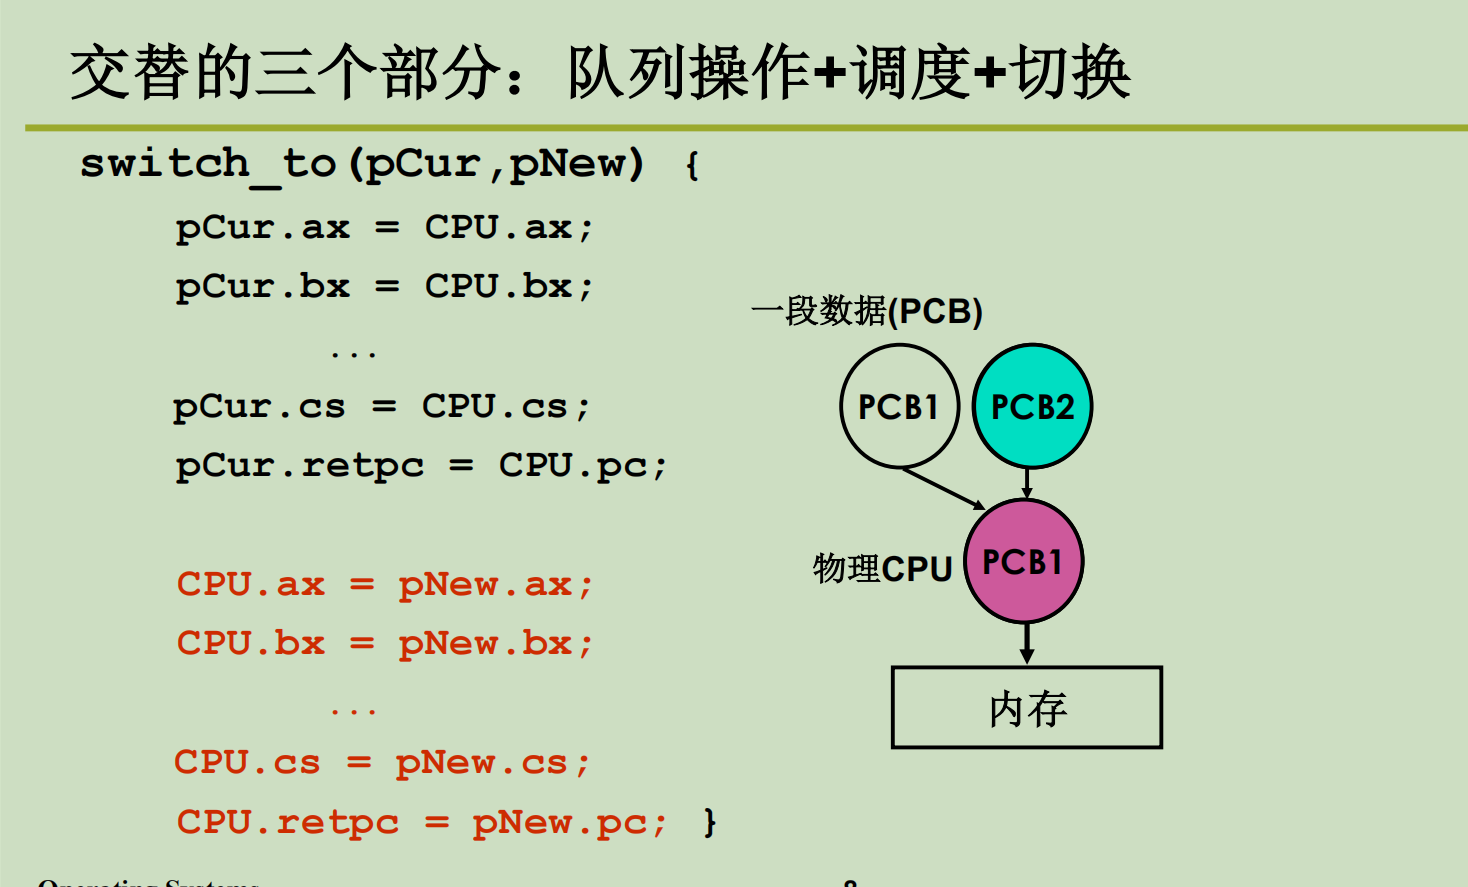 交替的三个部分：队列操作+调度+切换
switch_to(pCur,pNew) {
pCur.ax = CPU.ax;
pCur.bx = CPU.bx;
...
pCur.cs = CPU.cs;
pCur.retpc = CPU.pc;
CPU.ax = pNew.ax;
CPU.bx = pNew.bx;
...
CPU.cs = pNew.cs;
CPU.retpc = pNew.pc; }
一段数据(PCB)
PCB1
PCB2
物理CPU
PCB1
内存
Operating Systems